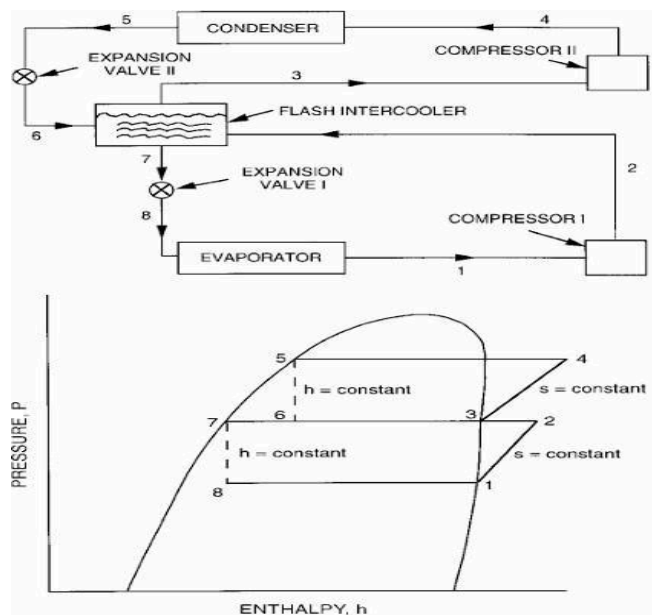 5
CONDENSER
4
COMPRESSOR II
EXPANSION
VALVE II
3
FLASH INTERCOOLER
6
7
2
EXPANSION
VALVE I
8
COMPRESSOR I
EVAPORATOR
1
5
4
h = constant
s = constant
7
6
3
2
h = constant
s = constant
8
1
PRESSURE, P
ENTHALPY, h